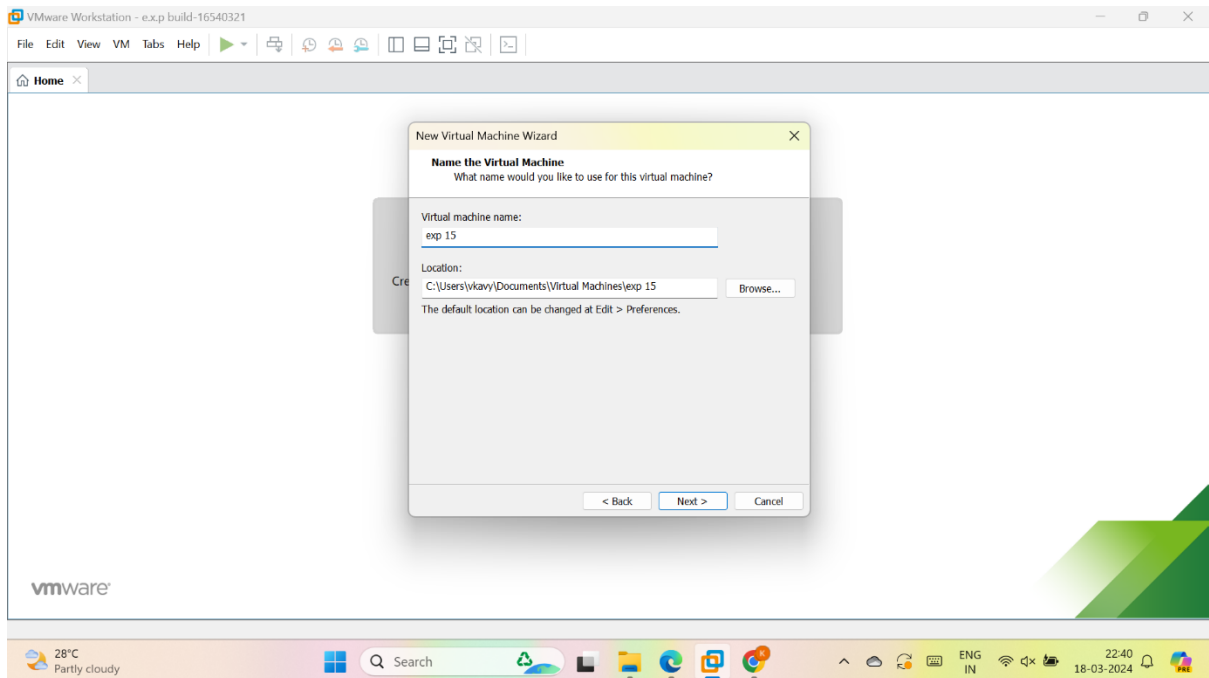 VMware Workstation - e.x.p build-16540321
File Edit View VM Tabs Help
Home
New Virtual Machine Wizard
Name the Virtual Machine
What name would you like to use for this virtual machine?
Virtual machine name:
exp 15
Location:
Cre
C:\Users\vkavy\Documents\Virtual Machines\exp 15
Browse...
The default location can be changed at Edit > Preferences.
< Back Next > Cancel
vmware
28°C
Partly cloudy
Search
K
ENG
IN
22:40
18-03-2024
PRE